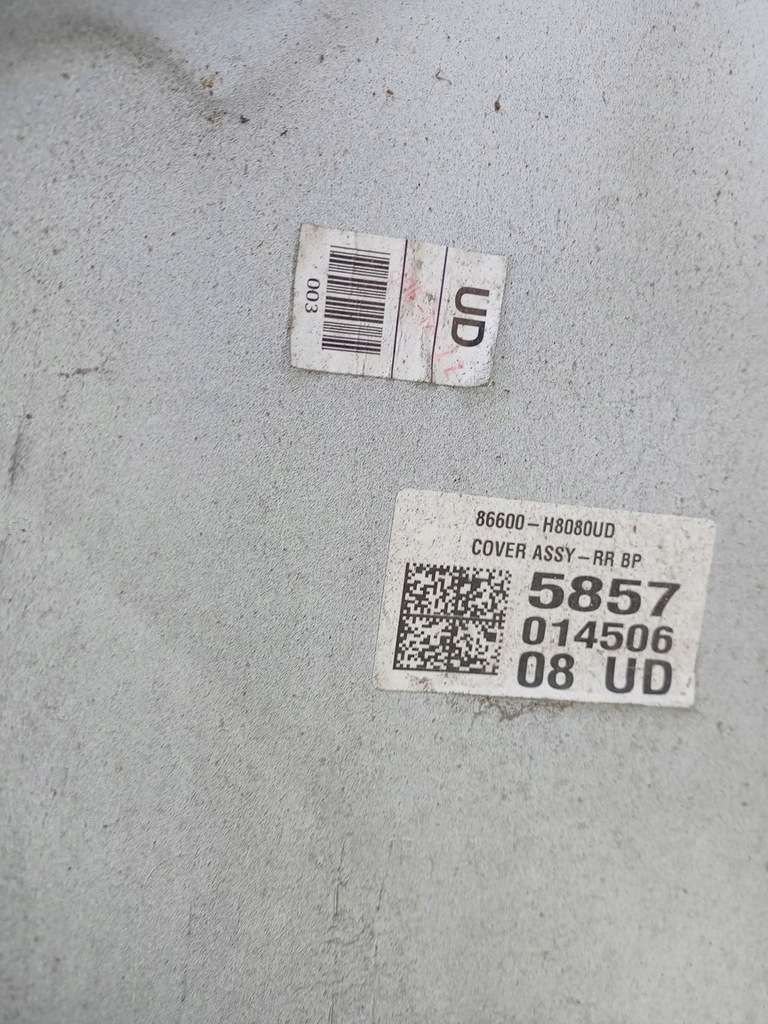 UD
003
86600-H8080UD
COVER ASSY-RR BP
5857
014506
08 UD